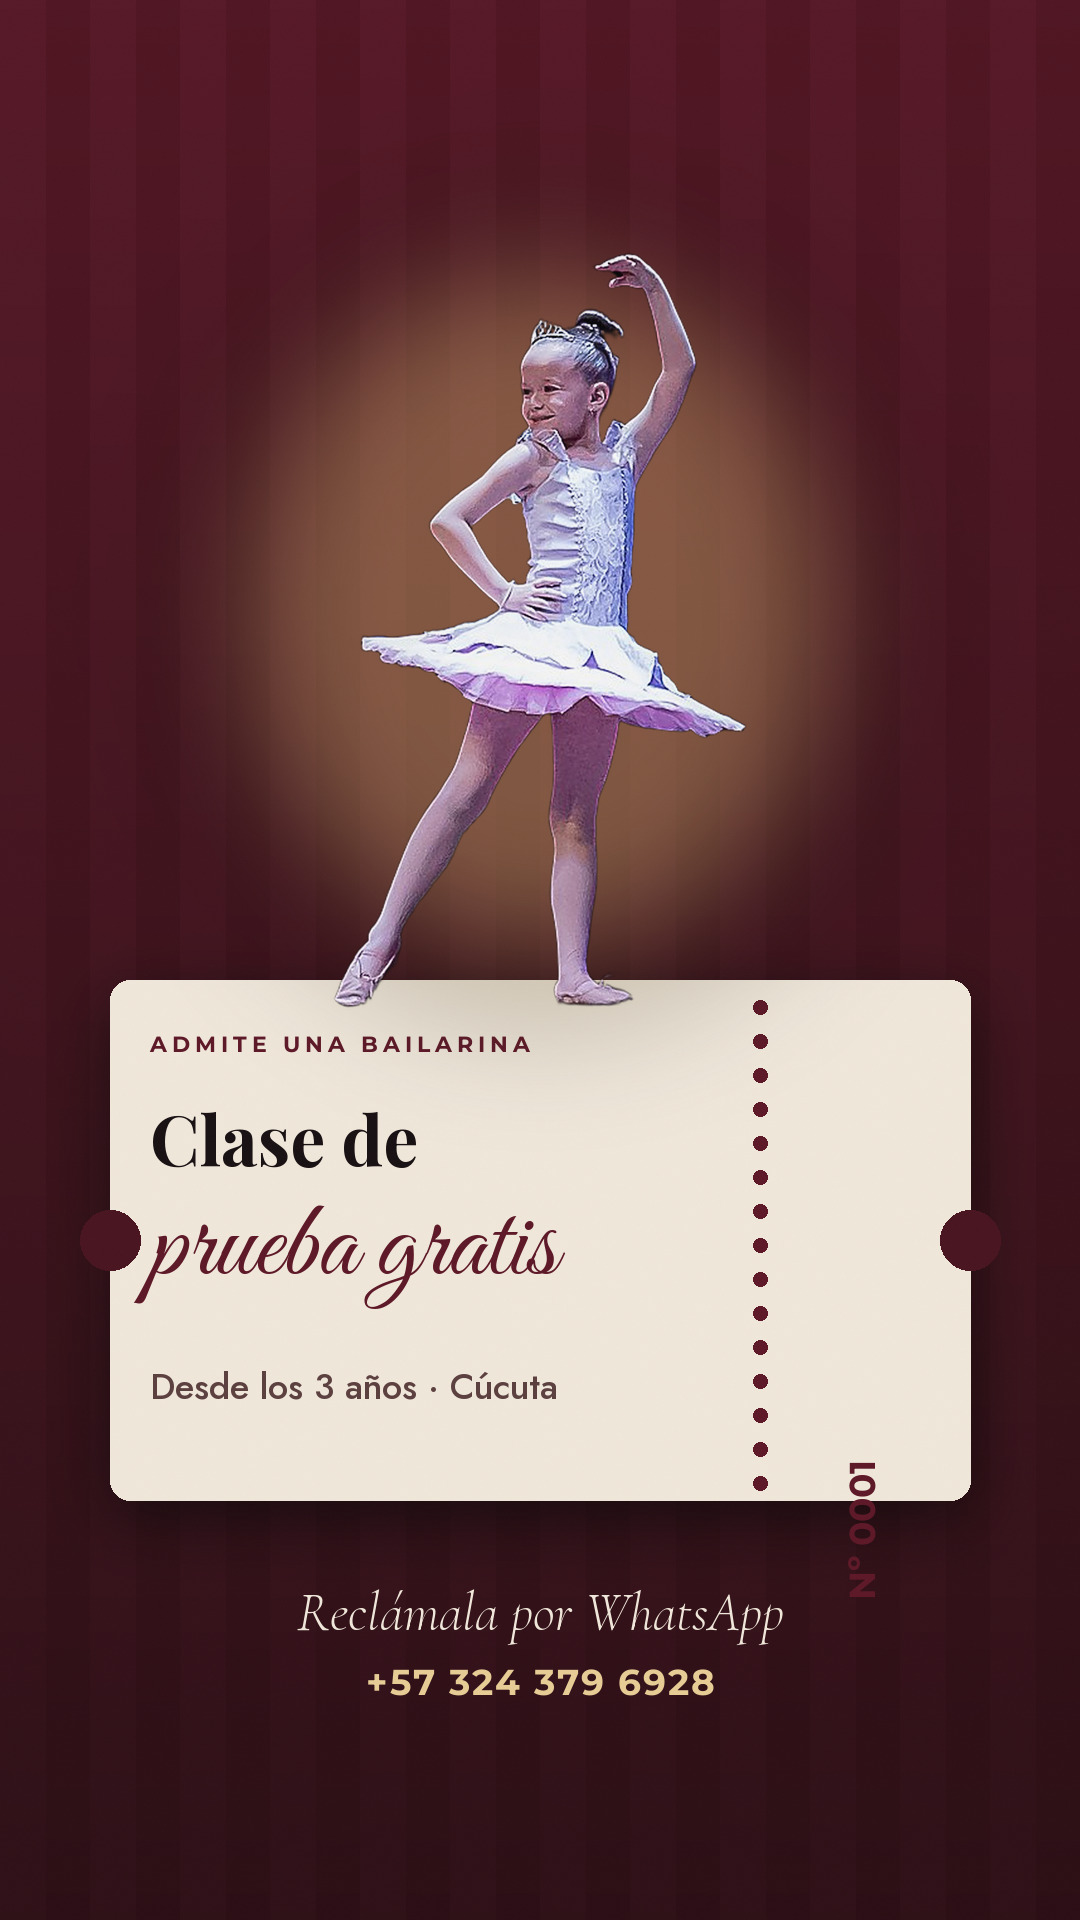 ADMITE UNA BAILARINA
Clase de
prueba gratis
Desde los 3 años · Cúcuta
N° 0001
Reclámala por WhatsApp
+57 324 379 6928